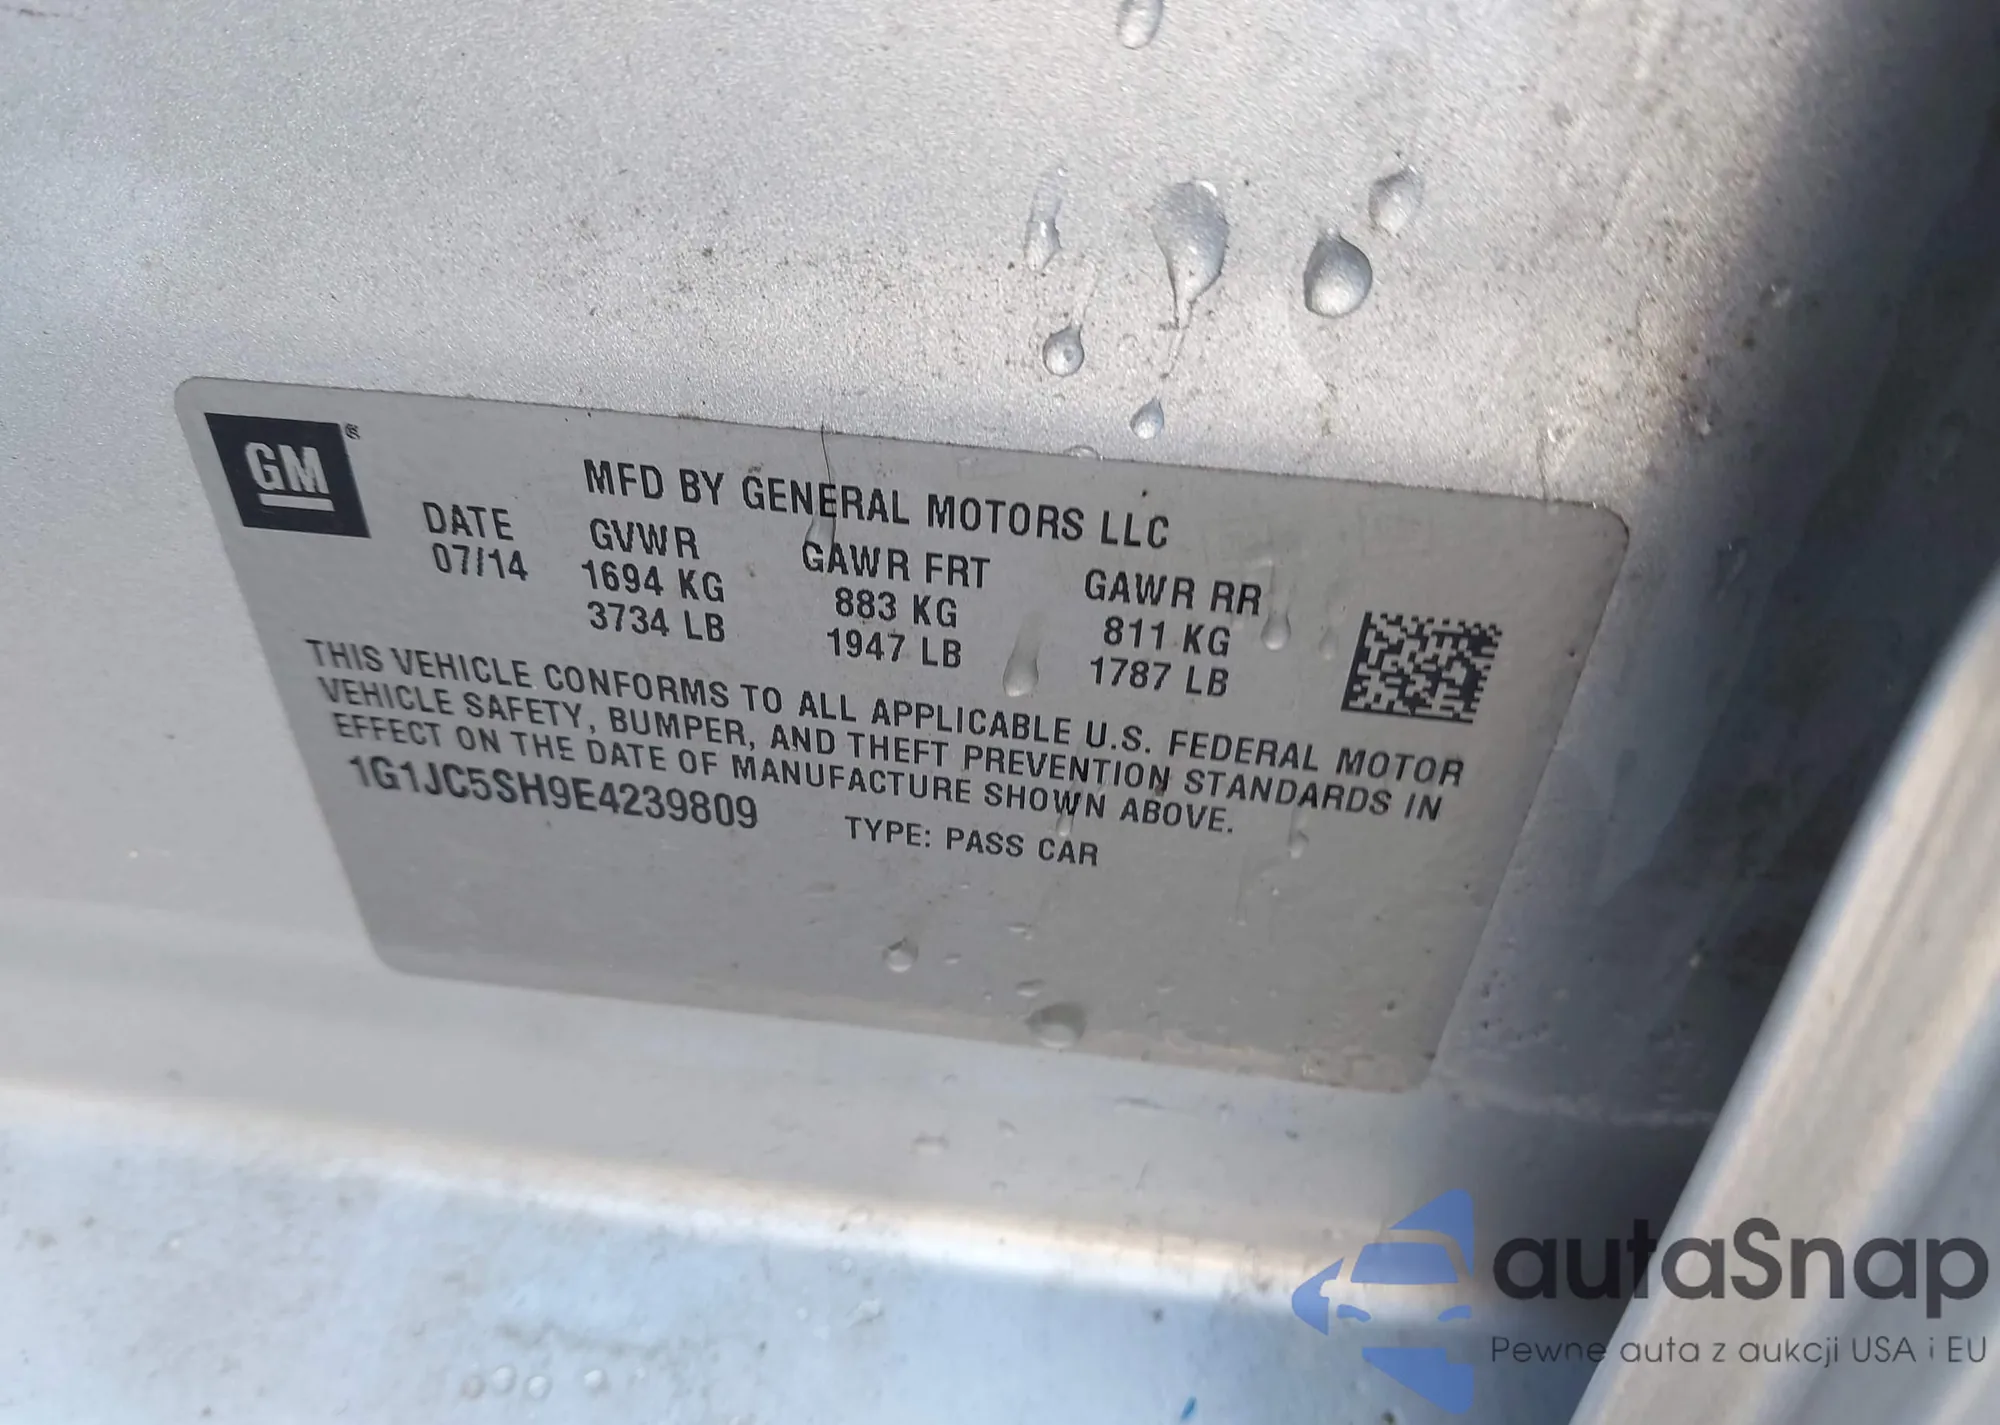 GM®
MFD BY GENERAL MOTORS LLC
DATE GVWR GAWR FRT GAWR RR
07/14 1694 KG 883 KG 811 KG
3734 LB 1947 LB 1787 LB
THIS VEHICLE CONFORMS TO ALL APPLICABLE U.S. FEDERAL MOTOR
VEHICLE SAFETY, BUMPER, AND THEFT PREVENTION STANDARDS IN
EFFECT ON THE DATE OF MANUFACTURE SHOWN ABOVE.
1G1JC5SH9E4239809 TYPE: PASS CAR
autaSnap
Pewne auta z aukcji USA i EU